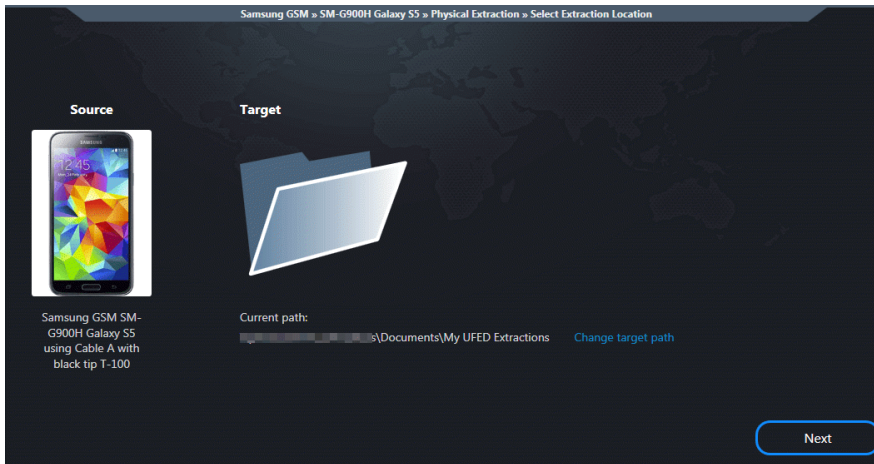 Samsung GSM » SM-G900H Galaxy S5 » Physical Extraction » Select Extraction Location
Source
Target
SAMSUNG
12:45
Samsung GSM SM-
G900H Galaxy S5
using Cable A with
black tip T-100
Current path:
s\Documents\My UFED Extractions
Change target path
Next